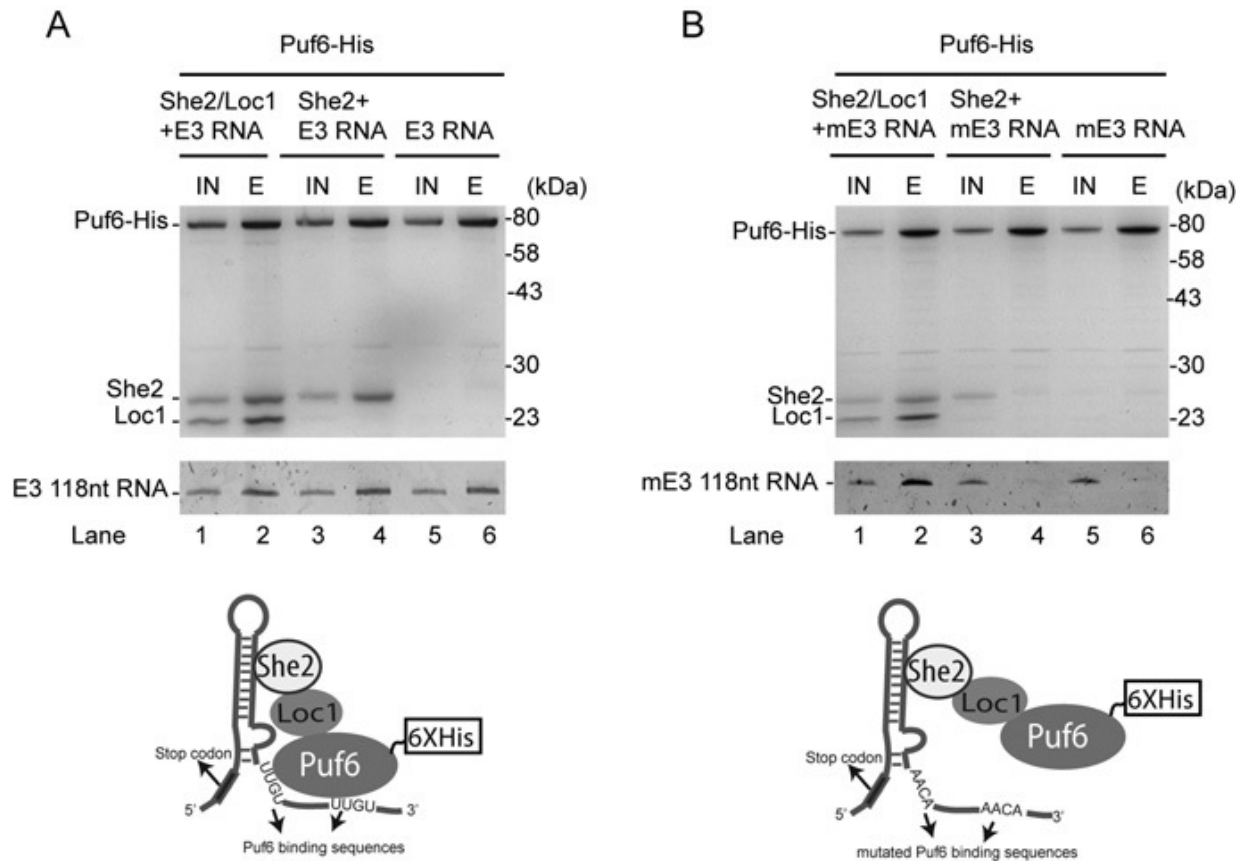 A
Puf6-His
She2/Loc1 She2+
+E3 RNA E3 RNA E3 RNA
IN E IN E IN E (kDa)
Puf6-His -80
-58
-43
-30
She2
Loc1 -23
E3 118nt RNA
Lane 1 2 3 4 5 6
She2
Loc1
6XHis
Puf6
Stop codon
UUGU
UUGU
5' 3'
Puf6 binding sequences
B
Puf6-His
She2/Loc1 She2+
+mE3 RNA mE3 RNA mE3 RNA
IN E IN E IN E (kDa)
Puf6-His -80
-58
-43
-30
She2
Loc1 -23
mE3 118nt RNA
Lane 1 2 3 4 5 6
She2
Loc1
6XHis
Puf6
Stop codon
AACA
AACA
5' 3'
mutated Puf6 binding sequences